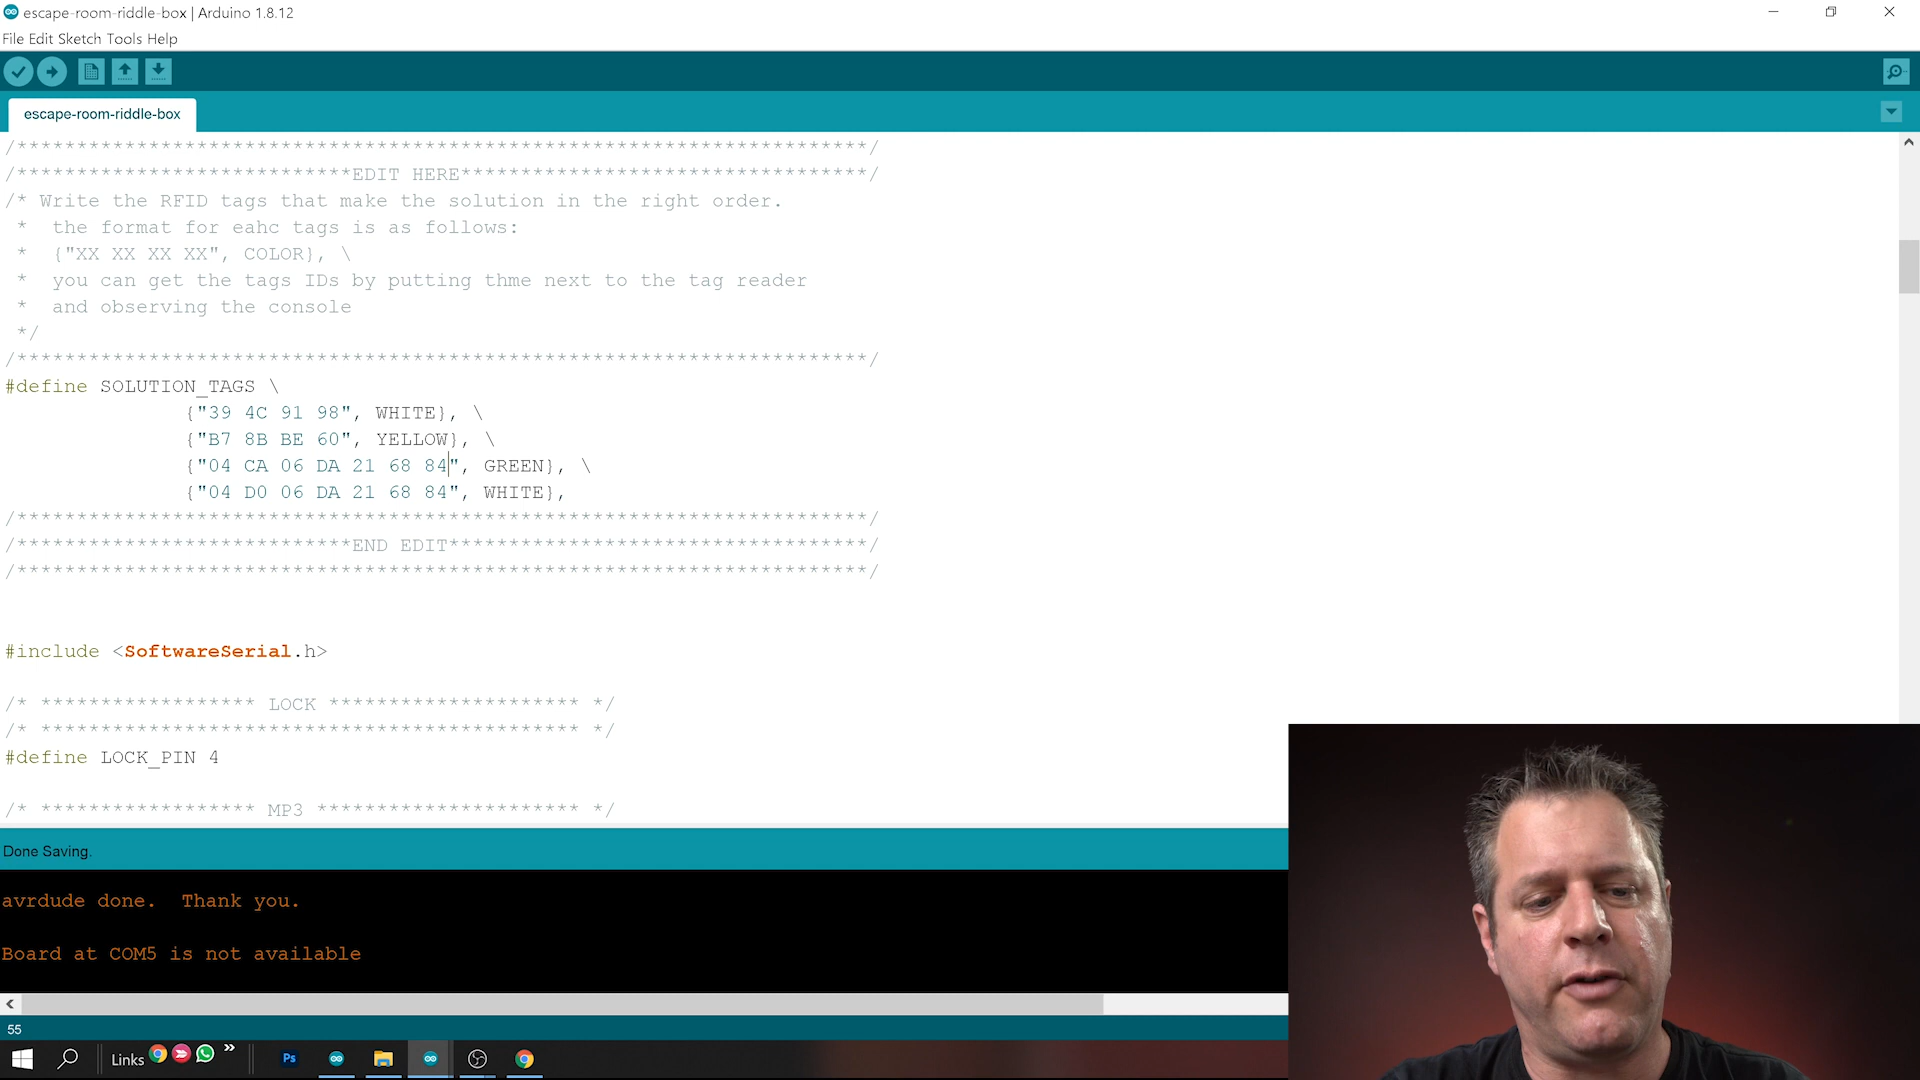 escape-room-riddle-box | Arduino 1.8.12
File Edit Sketch Tools Help
escape-room-riddle-box
/***********************************************************************/
/****************************EDIT HERE**********************************/
/* Write the RFID tags that make the solution in the right order.
*  the format for eahc tags is as follows:
*  {"XX XX XX XX", COLOR}, \
*  you can get the tags IDs by putting thme next to the tag reader
*  and observing the console
*/
/***********************************************************************/
#define SOLUTION_TAGS \
{"39 4C 91 98", WHITE}, \
{"B7 8B BE 60", YELLOW}, \
{"04 CA 06 DA 21 68 84", GREEN}, \
{"04 D0 06 DA 21 68 84", WHITE},
/***********************************************************************/
/****************************END EDIT***********************************/
/***********************************************************************/
#include <SoftwareSerial.h>
/* ****************** LOCK ********************* */
/* ********************************************* */
#define LOCK_PIN 4
/* ****************** MP3 ********************** */
Done Saving.
avrdude done.  Thank you.
Board at COM5 is not available
55
Links
Ps